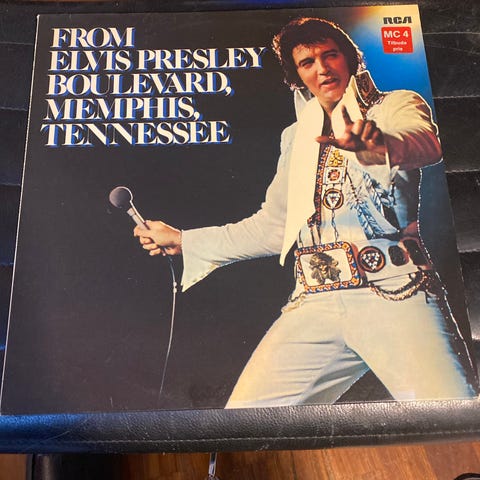 FROM
ELVIS PRESLEY
BOULEVARD,
MEMPHIS,
TENNESSEE
RCA
MC 4
Tilbuds
pris